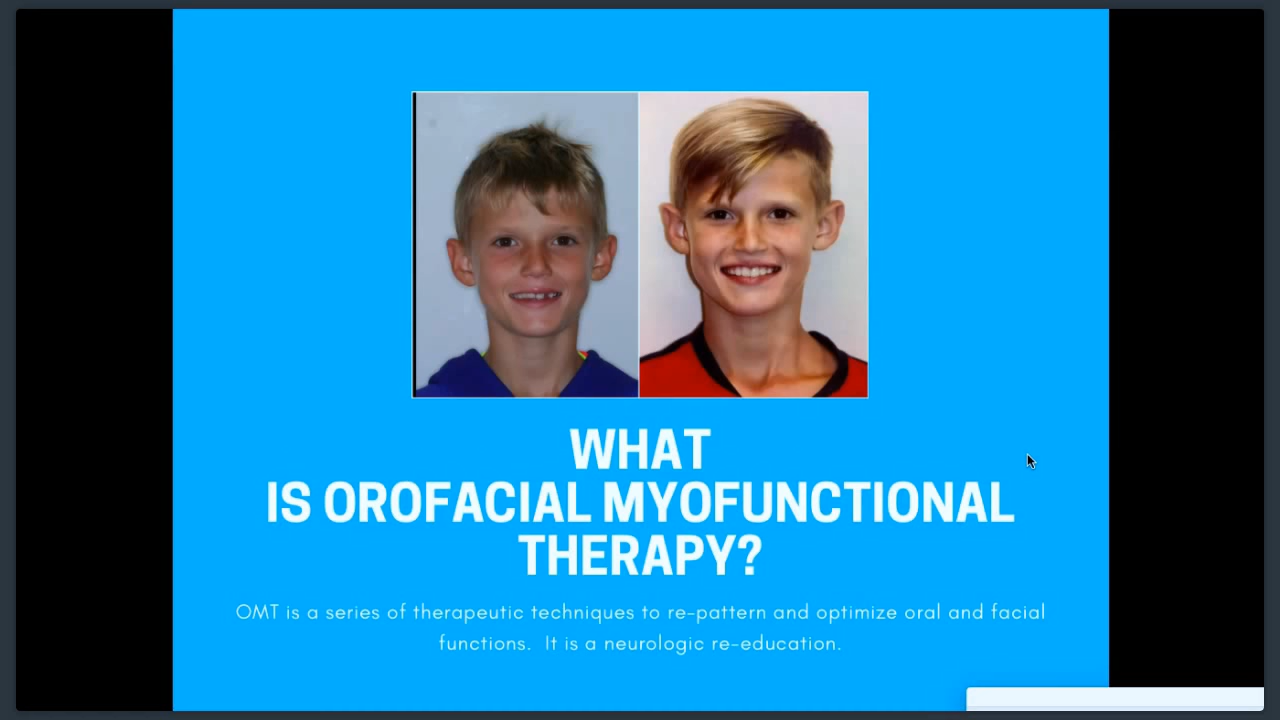 WHAT
IS OROFACIAL MYOFUNCTIONAL
THERAPY?
OMT is a series of therapeutic techniques to re-pattern and optimize oral and facial
functions. It is a neurologic re-education.